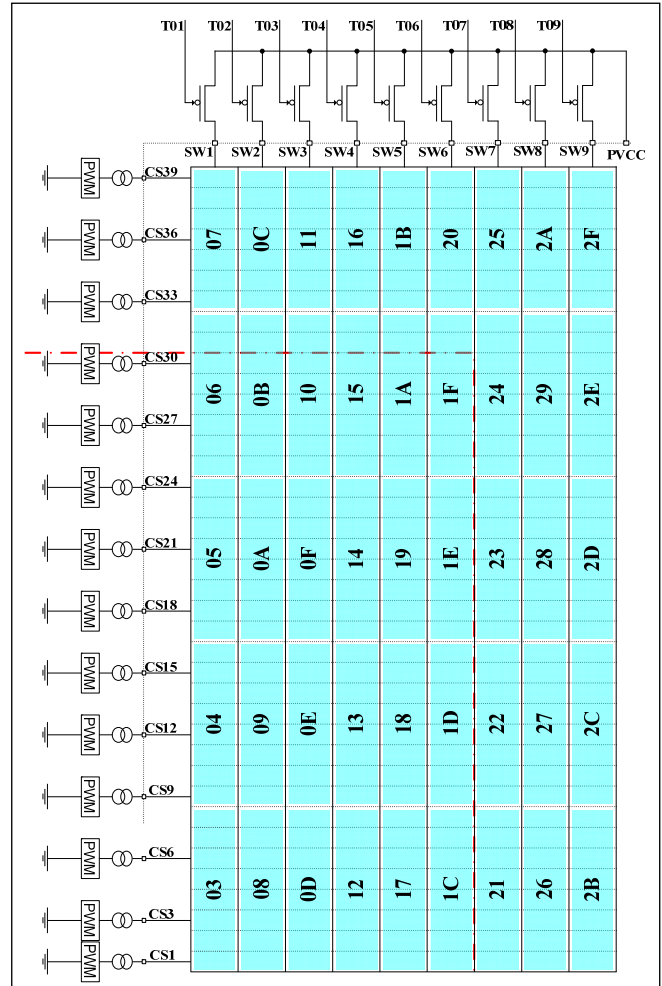 T01 T02 T03 T04 T05 T06 T07 T08 T09
SW1 SW2 SW3 SW4 SW5 SW6 SW7 SW8 SW9 PVCC
PWM CS39
PWM CS36 07 0C 11 16 1B 20 25 2A 2F
PWM CS33
PWM CS30
06 0B 10 15 1A 1F 24 29 2E
PWM CS27
PWM CS24
PWM CS21 05 0A 0F 14 19 1E 23 28 2D
PWM CS18
PWM CS15
PWM CS12 04 09 0E 13 18 1D 22 27 2C
PWM CS9
PWM CS6
03 08 0D 12 17 1C 21 26 2B
PWM CS3
PWM CS1